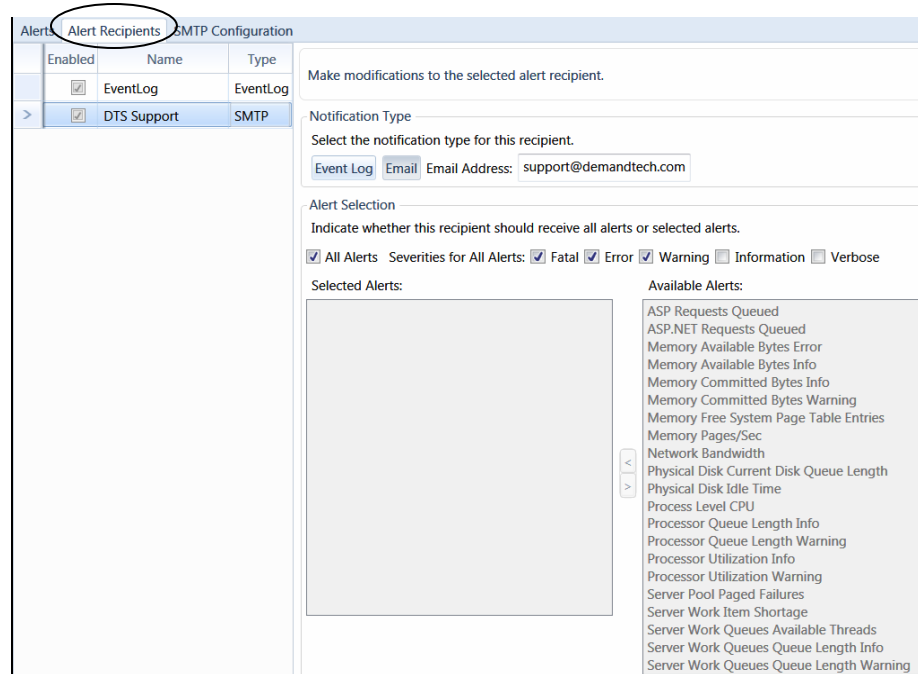 Alerts Alert Recipients SMTP Configuration
Enabled Name Type
EventLog EventLog
> DTS Support SMTP
Make modifications to the selected alert recipient.
Notification Type
Select the notification type for this recipient.
Event Log Email Email Address: support@demandtech.com
Alert Selection
Indicate whether this recipient should receive all alerts or selected alerts.
All Alerts Severities for All Alerts: Fatal Error Warning Information Verbose
Selected Alerts: Available Alerts:
ASP Requests Queued
ASP.NET Requests Queued
Memory Available Bytes Error
Memory Available Bytes Info
Memory Committed Bytes Info
Memory Committed Bytes Warning
Memory Free System Page Table Entries
Memory Pages/Sec
Network Bandwidth
<
Physical Disk Current Disk Queue Length
>
Physical Disk Idle Time
Process Level CPU
Processor Queue Length Info
Processor Queue Length Warning
Processor Utilization Info
Processor Utilization Warning
Server Pool Paged Failures
Server Work Item Shortage
Server Work Queues Available Threads
Server Work Queues Queue Length Info
Server Work Queues Queue Length Warning